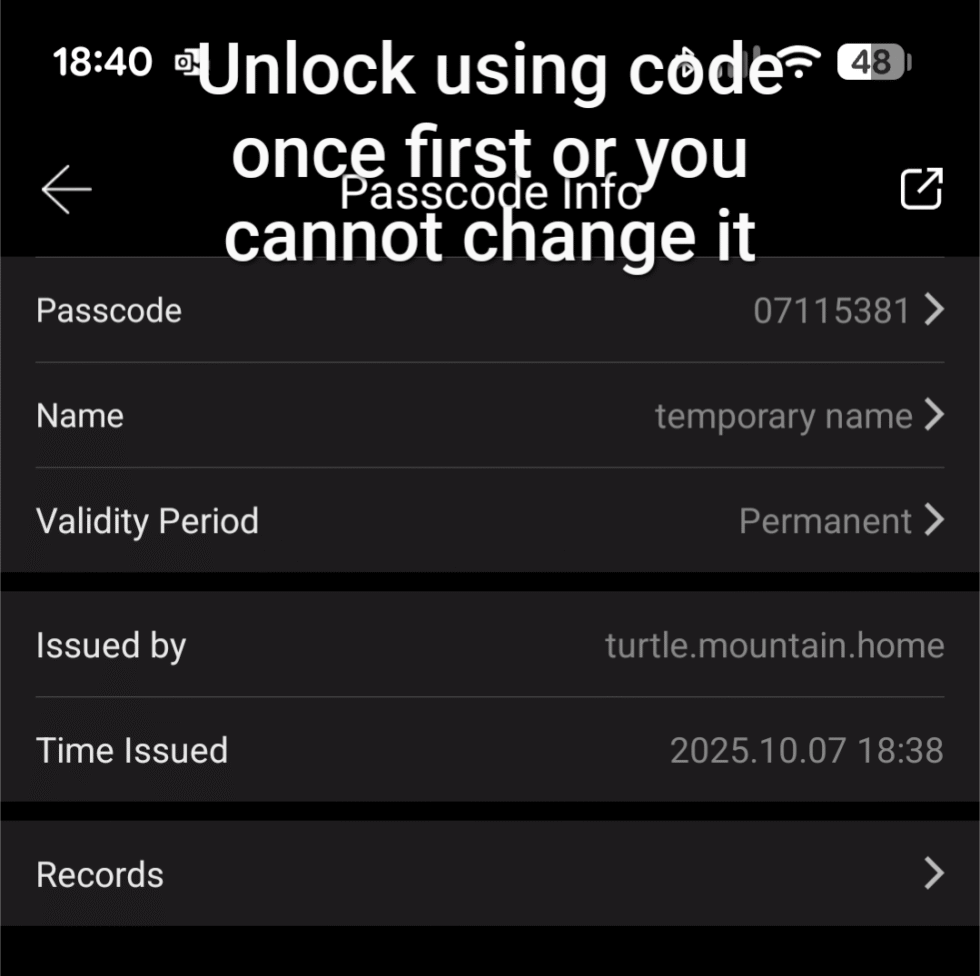 18:40
48
Unlock using code
once first or you
cannot change it
Passcode Info
Passcode 07115381
Name temporary name
Validity Period Permanent
Issued by turtle.mountain.home
Time Issued 2025.10.07 18:38
Records